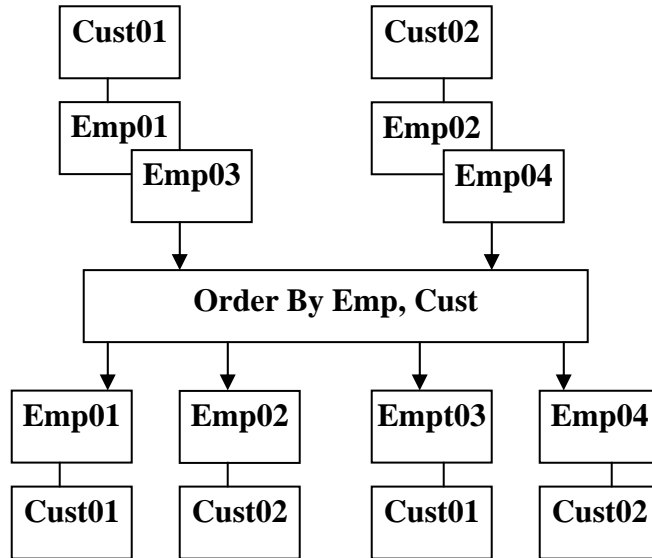 Cust01 Cust02
Emp01 Emp02
Emp03 Emp04
Order By Emp, Cust
Emp01 Emp02 Empt03 Emp04
Cust01 Cust02 Cust01 Cust02